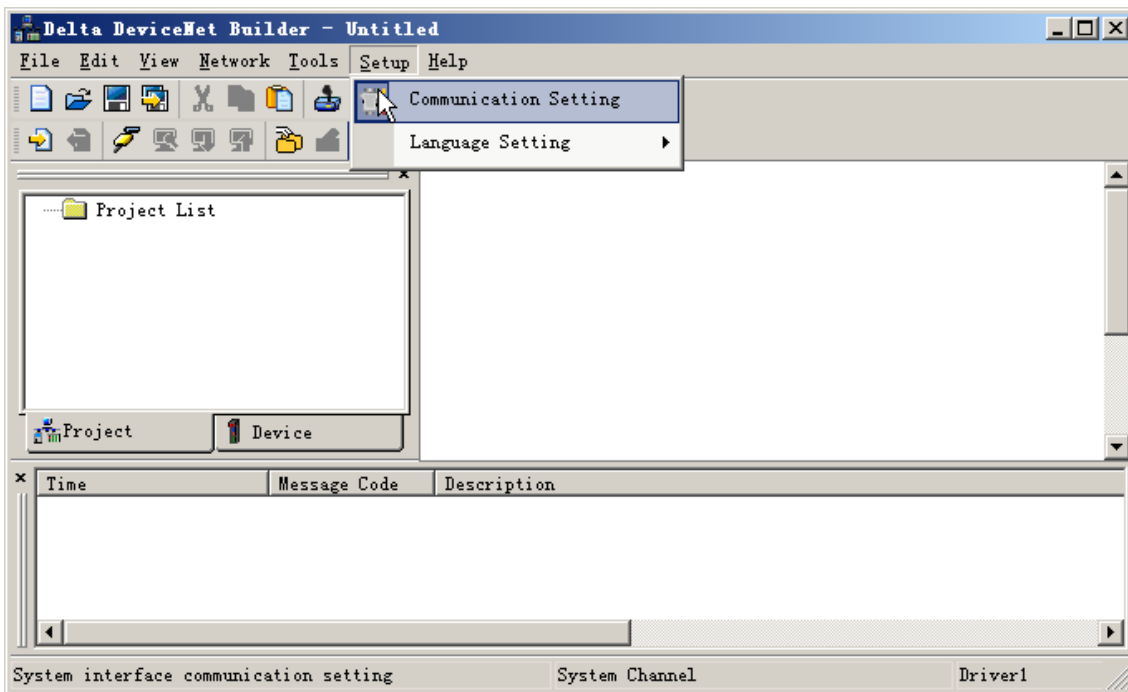 Delta DeviceNet Builder - Untitled
File Edit View Network Tools Setup Help
Communication Setting
Language Setting
Project List
Project Device
Time Message Code Description
System interface communication setting System Channel Driver1